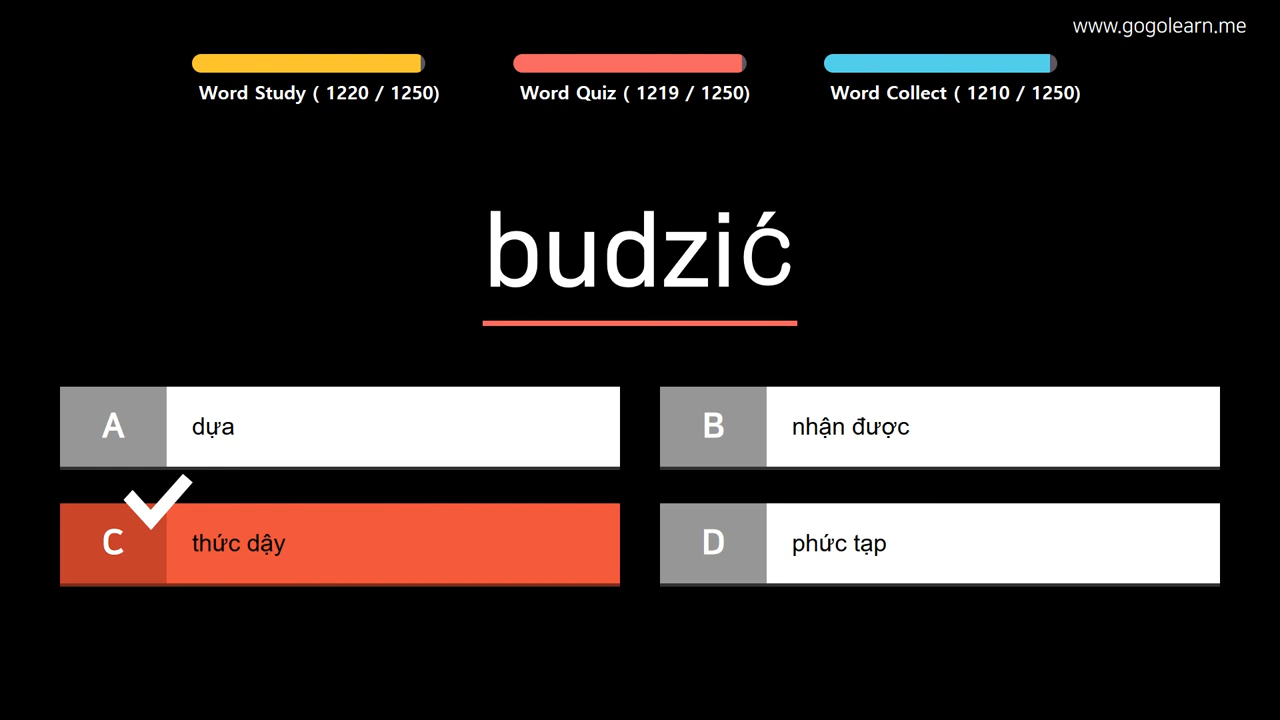 www.gogolearn.me
Word Study ( 1220 / 1250)
Word Quiz ( 1219 / 1250)
Word Collect ( 1210 / 1250)
budzić
A
dựa
B
nhận được
C
thức dậy
D
phức tạp